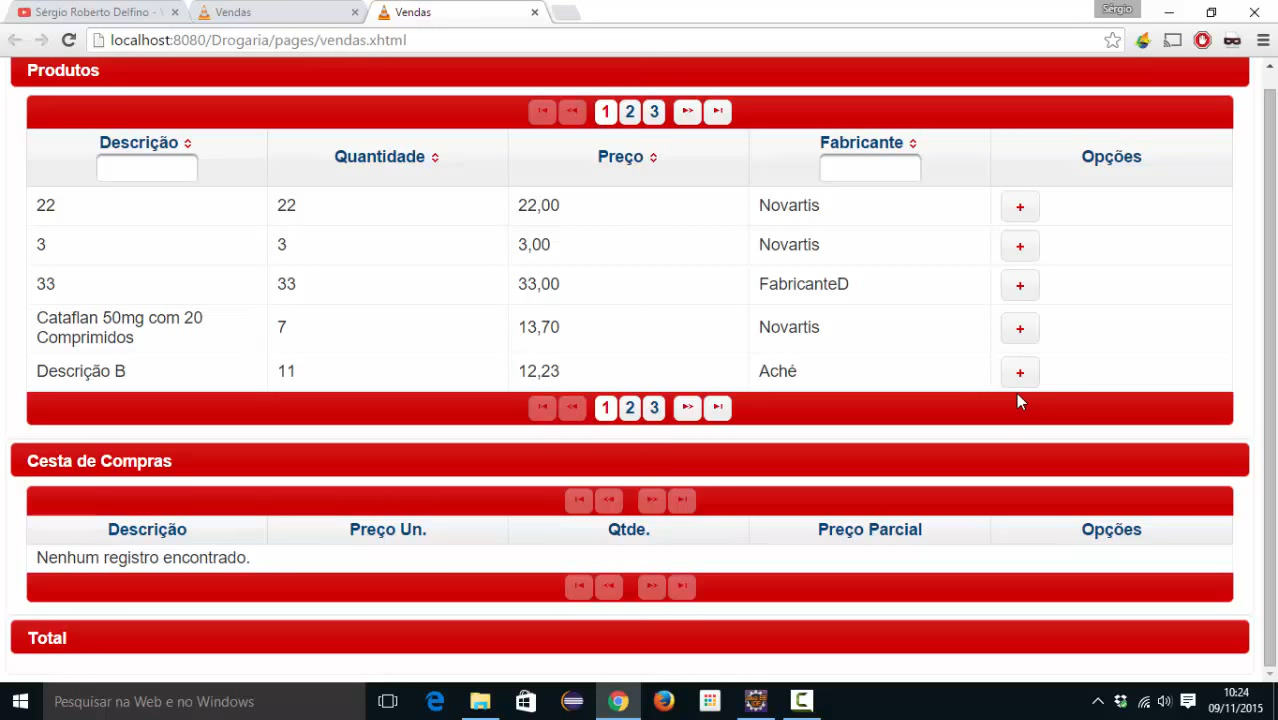 Sérgio Roberto Delfino - Y
Vendas
Vendas
Sérgio
localhost:8080/Drogaria/pages/vendas.xhtml
Produtos
1 2 3
Descrição Quantidade Preço Fabricante Opções
22 22 22,00 Novartis +
3 3 3,00 Novartis +
33 33 33,00 FabricanteD +
Cataflan 50mg com 20
Comprimidos 7 13,70 Novartis +
Descrição B 11 12,23 Aché +
1 2 3
Cesta de Compras
Descrição Preço Un. Qtde. Preço Parcial Opções
Nenhum registro encontrado.
Total
Pesquisar na Web e no Windows
10:24
09/11/2015